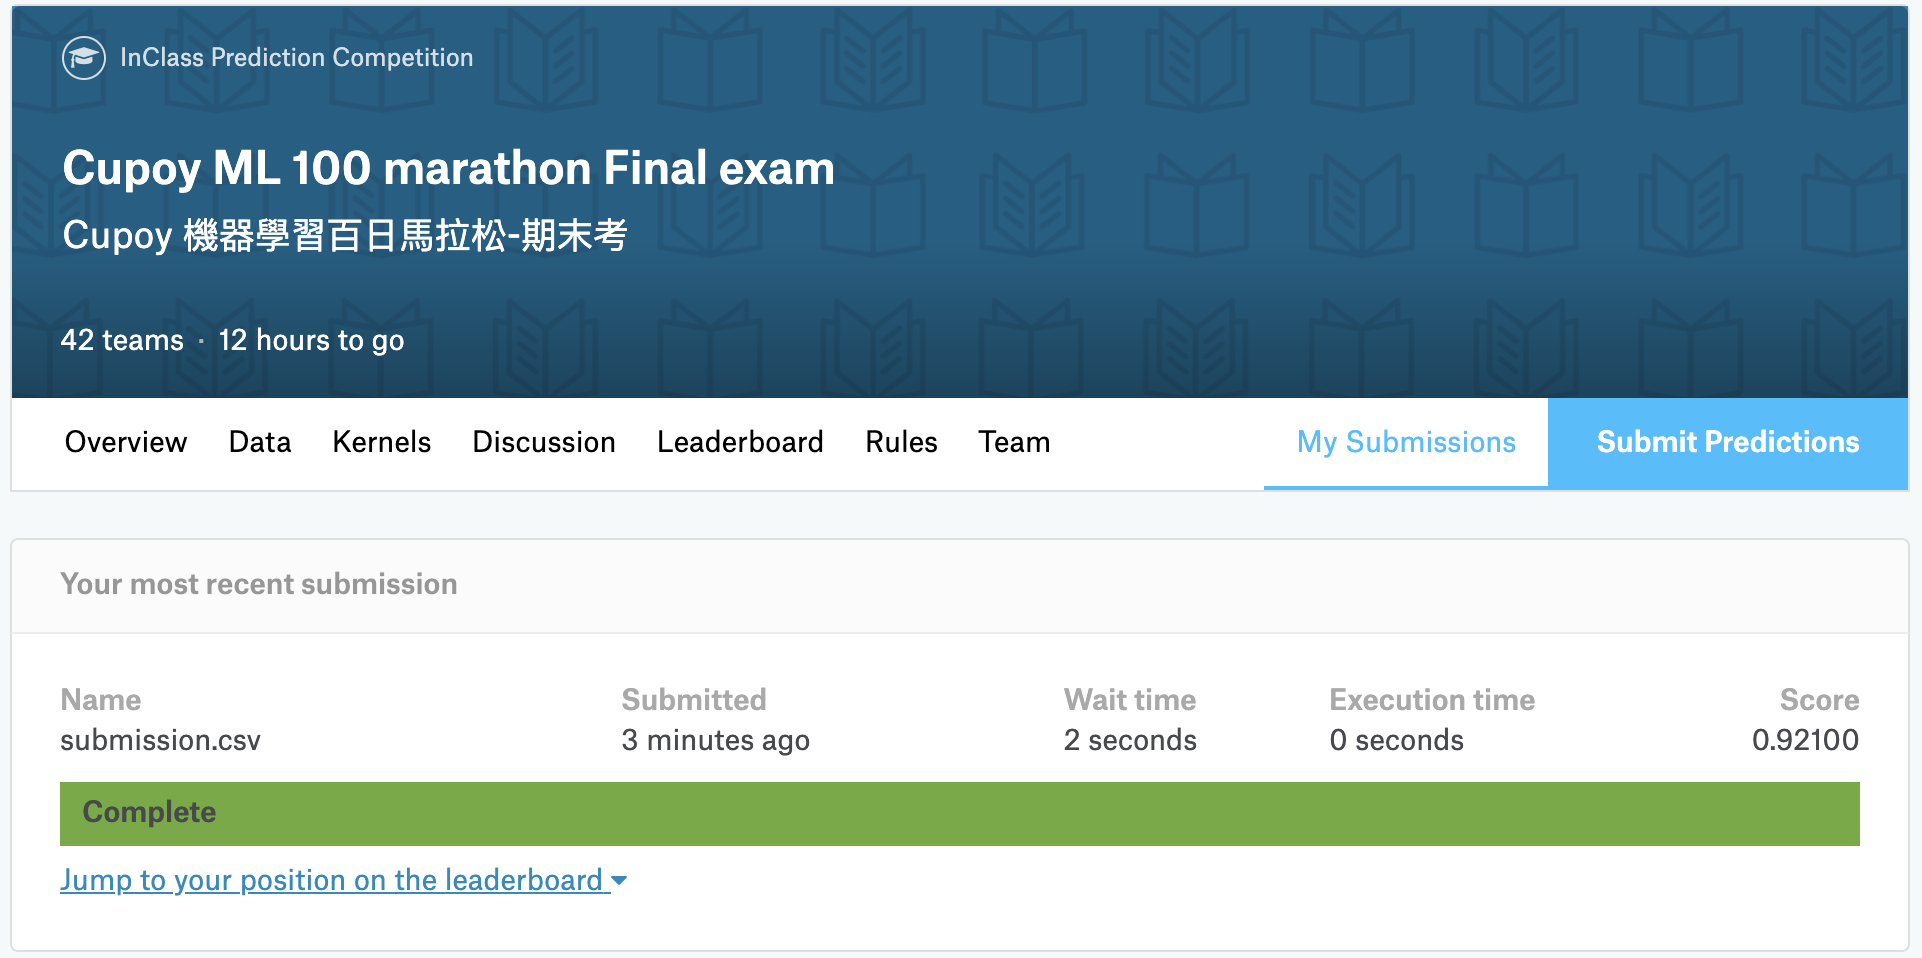 InClass Prediction Competition
Cupoy ML 100 marathon Final exam
Cupoy 機器學習百日馬拉松-期末考
42 teams · 12 hours to go
Overview Data Kernels Discussion Leaderboard Rules Team My Submissions Submit Predictions
Your most recent submission
Name Submitted Wait time Execution time Score
submission.csv 3 minutes ago 2 seconds 0 seconds 0.92100
Complete
Jump to your position on the leaderboard